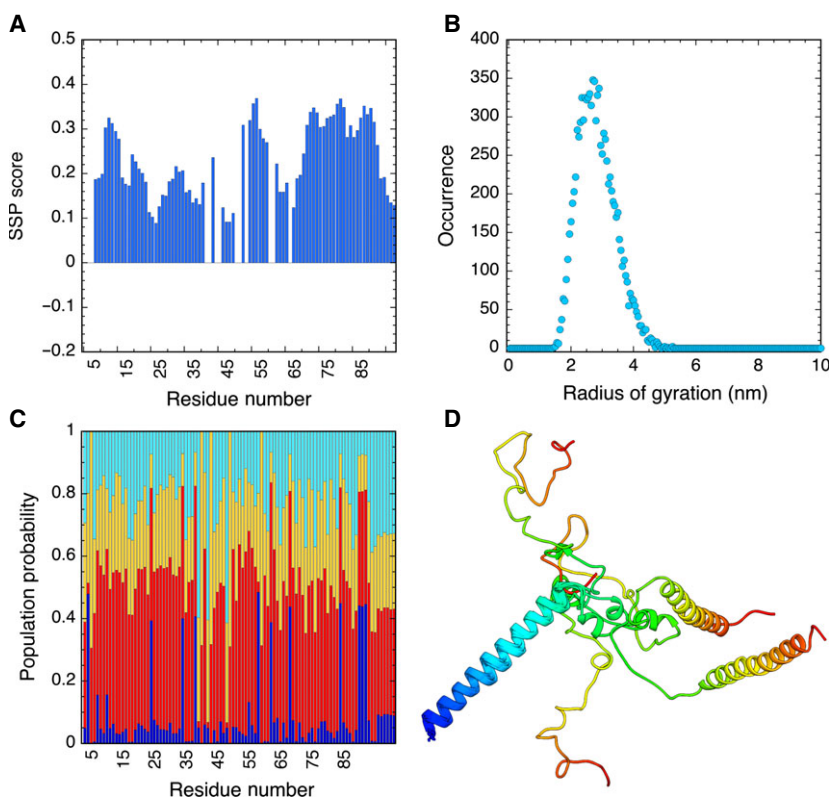 A
0.5
0.4
0.3
0.2
0.1
0
−0.1
−0.2
SSP score
5 15 25 35 45 55 65 75 85
Residue number
B
400
350
300
250
200
150
100
50
0
Occurrence
0 2 4 6 8 10
Radius of gyration (nm)
C
1
0.8
0.6
0.4
0.2
0
Population probability
5 15 25 35 45 55 65 75 85
Residue number
D